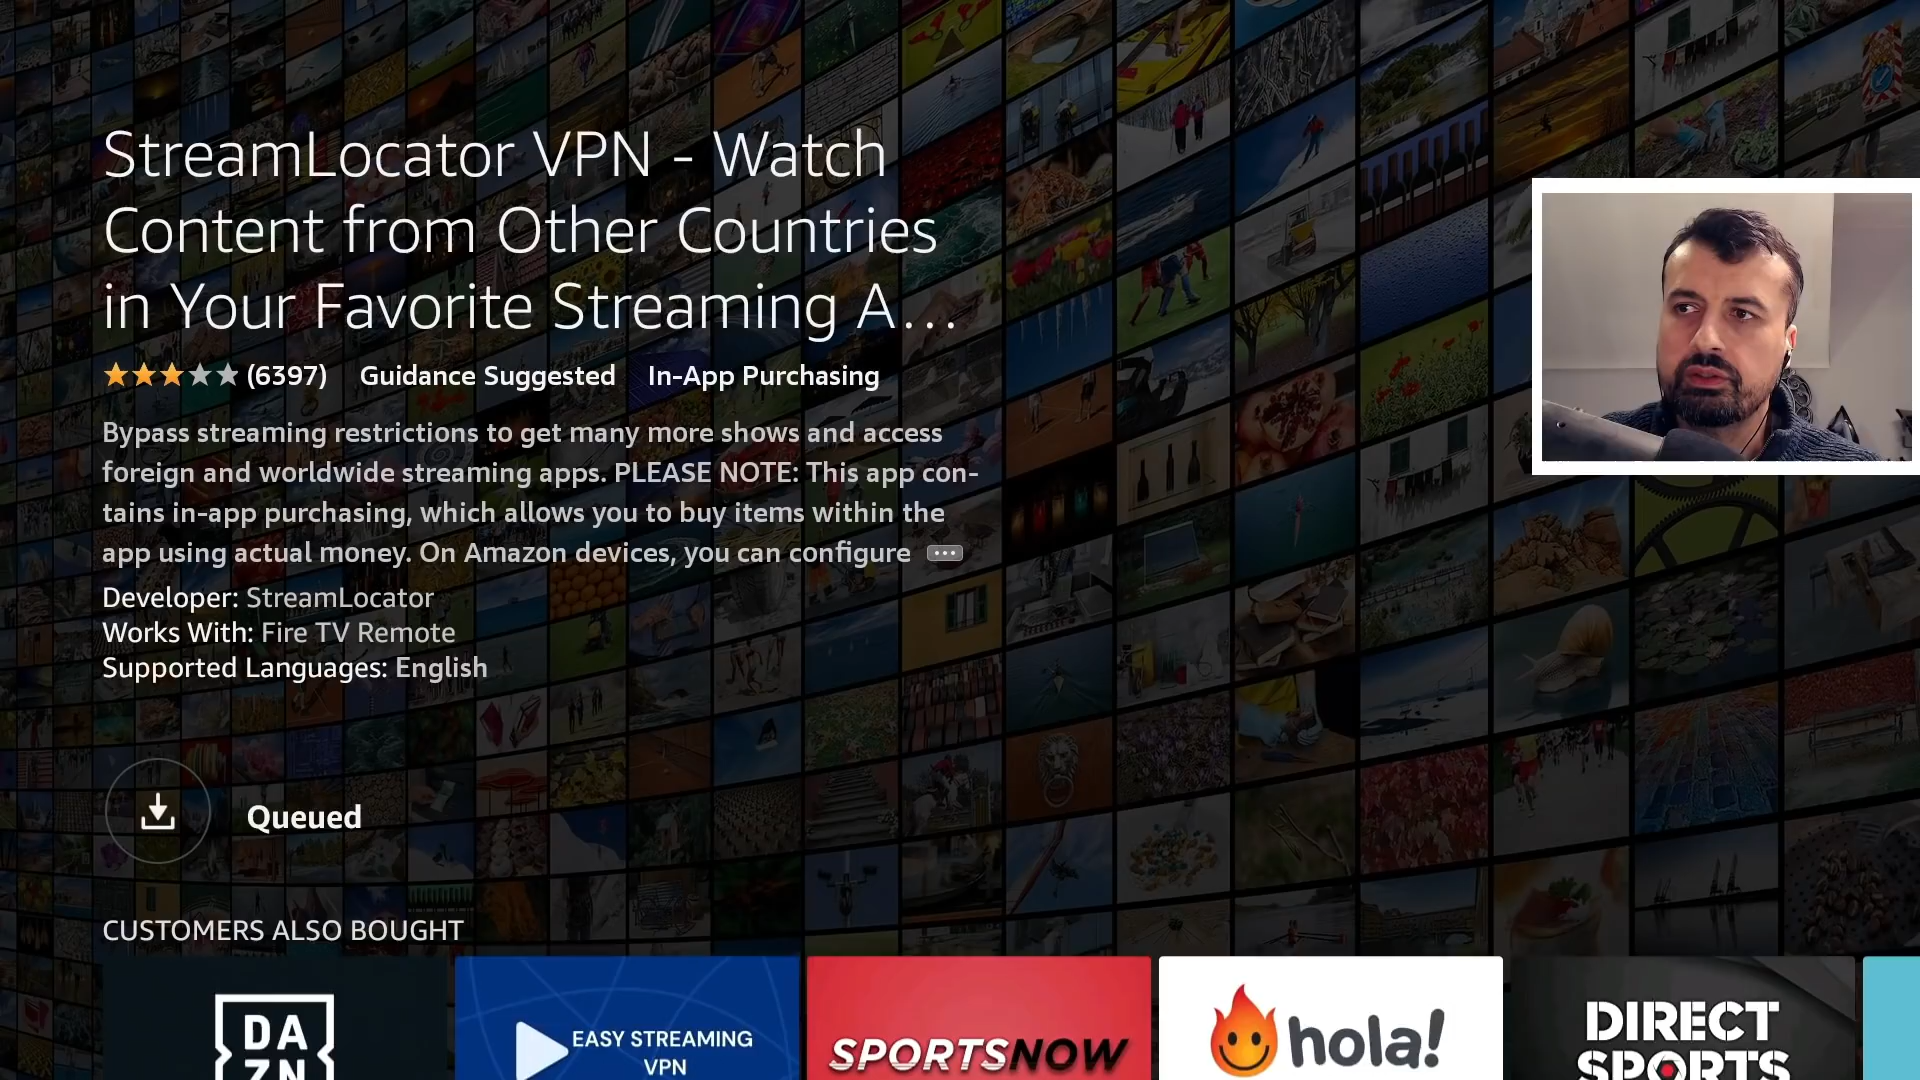 StreamLocator VPN - Watch
Content from Other Countries
in Your Favorite Streaming A...
(6397) Guidance Suggested In-App Purchasing
Bypass streaming restrictions to get many more shows and access
foreign and worldwide streaming apps. PLEASE NOTE: This app con-
tains in-app purchasing, which allows you to buy items within the
app using actual money. On Amazon devices, you can configure ...
Developer: StreamLocator
Works With: Fire TV Remote
Supported Languages: English
Queued
CUSTOMERS ALSO BOUGHT
DA
ZN
EASY STREAMING
VPN
SPORTSNOW
hola!
DIRECT
SPORTS